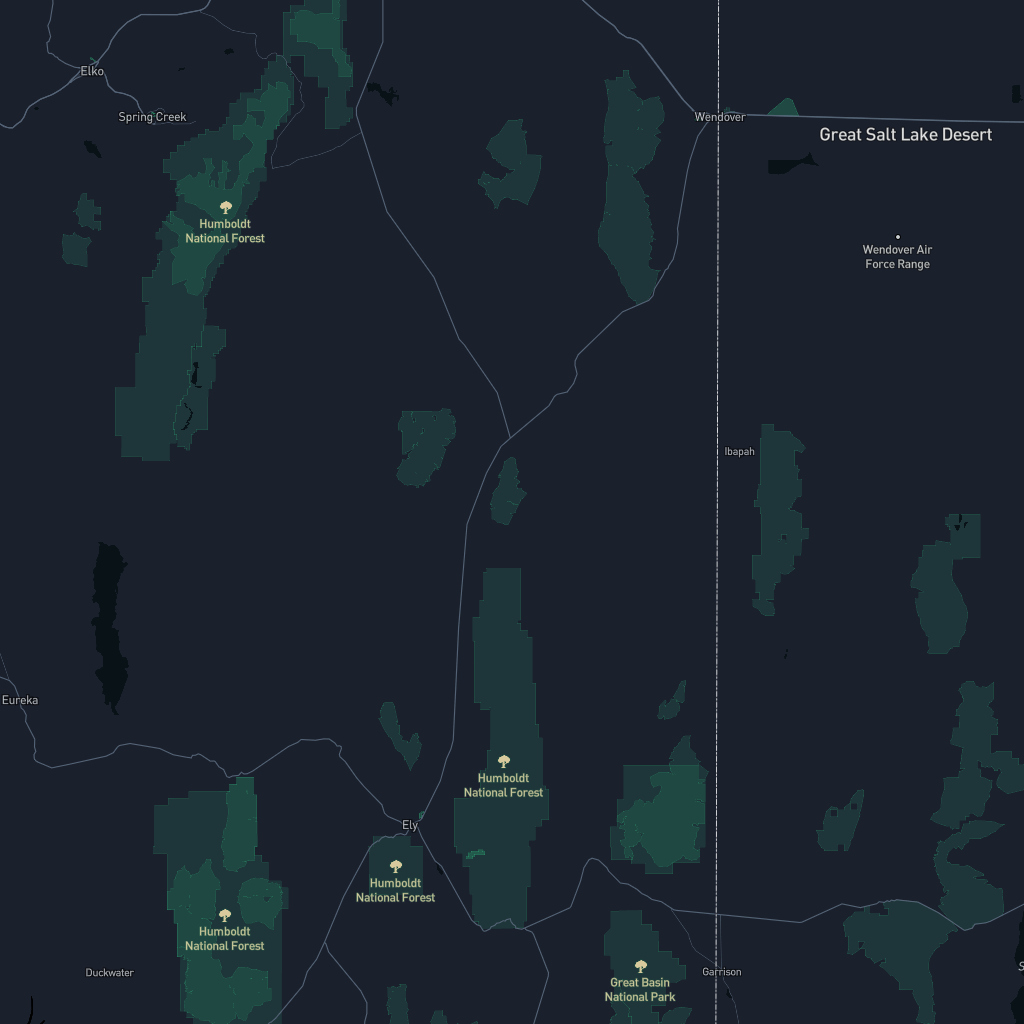 Elko
Spring Creek
Wendover
Great Salt Lake Desert
Humboldt
National Forest
Wendover Air
Force Range
Ibapah
Eureka
Humboldt
National Forest
Ely
Humboldt
National Forest
Humboldt
National Forest
Duckwater
Great Basin
National Park
Garrison